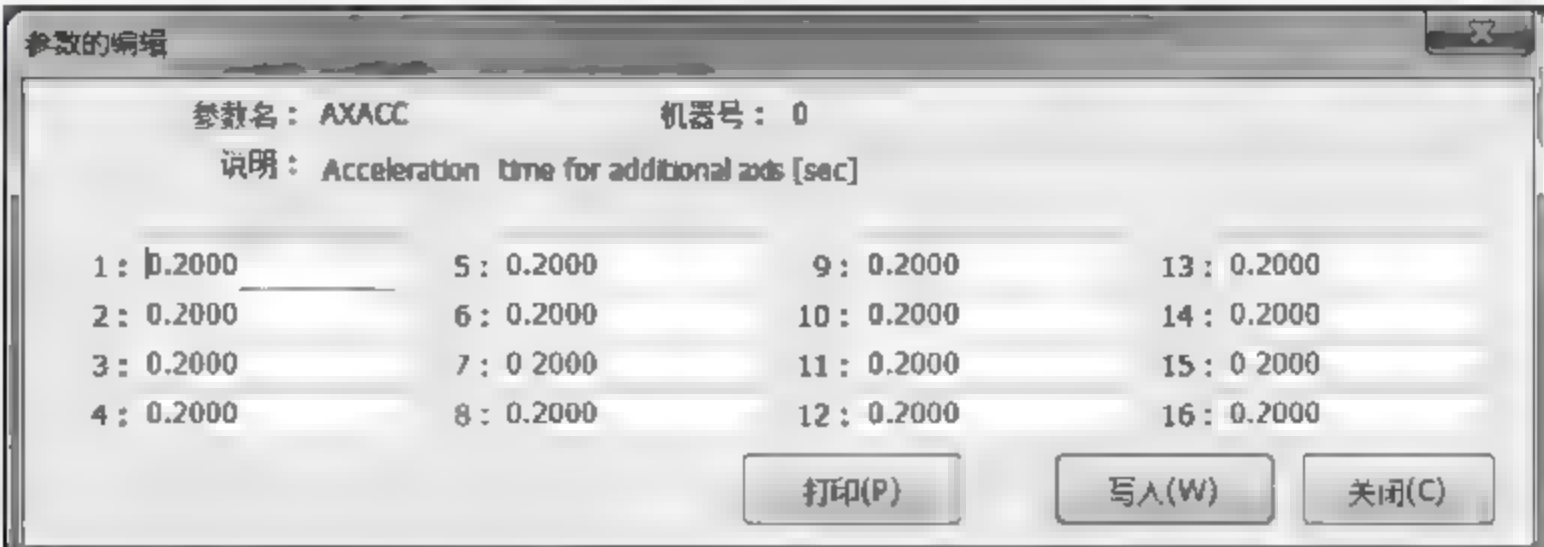 参数的编辑
参数名： AXACC 机器号： 0
说明： Acceleration time for additional axis [sec]
1： 0.2000 5： 0.2000 9： 0.2000 13： 0.2000
2： 0.2000 6： 0.2000 10： 0.2000 14： 0.2000
3： 0.2000 7： 0.2000 11： 0.2000 15： 0.2000
4： 0.2000 8： 0.2000 12： 0.2000 16： 0.2000
打印(P) 写入(W) 关闭(C)